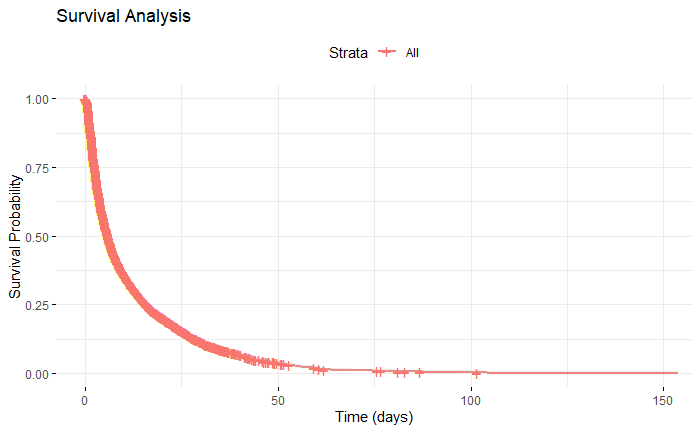 Survival Analysis
Strata All
1.00
0.75
0.50
0.25
0.00
Survival Probability
0 50 100 150
Time (days)